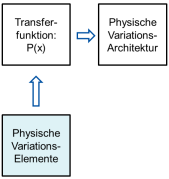 Transfer-
funktion:
P(x)
Physische
Variations-
Architektur
Physische
Variations-
Elemente